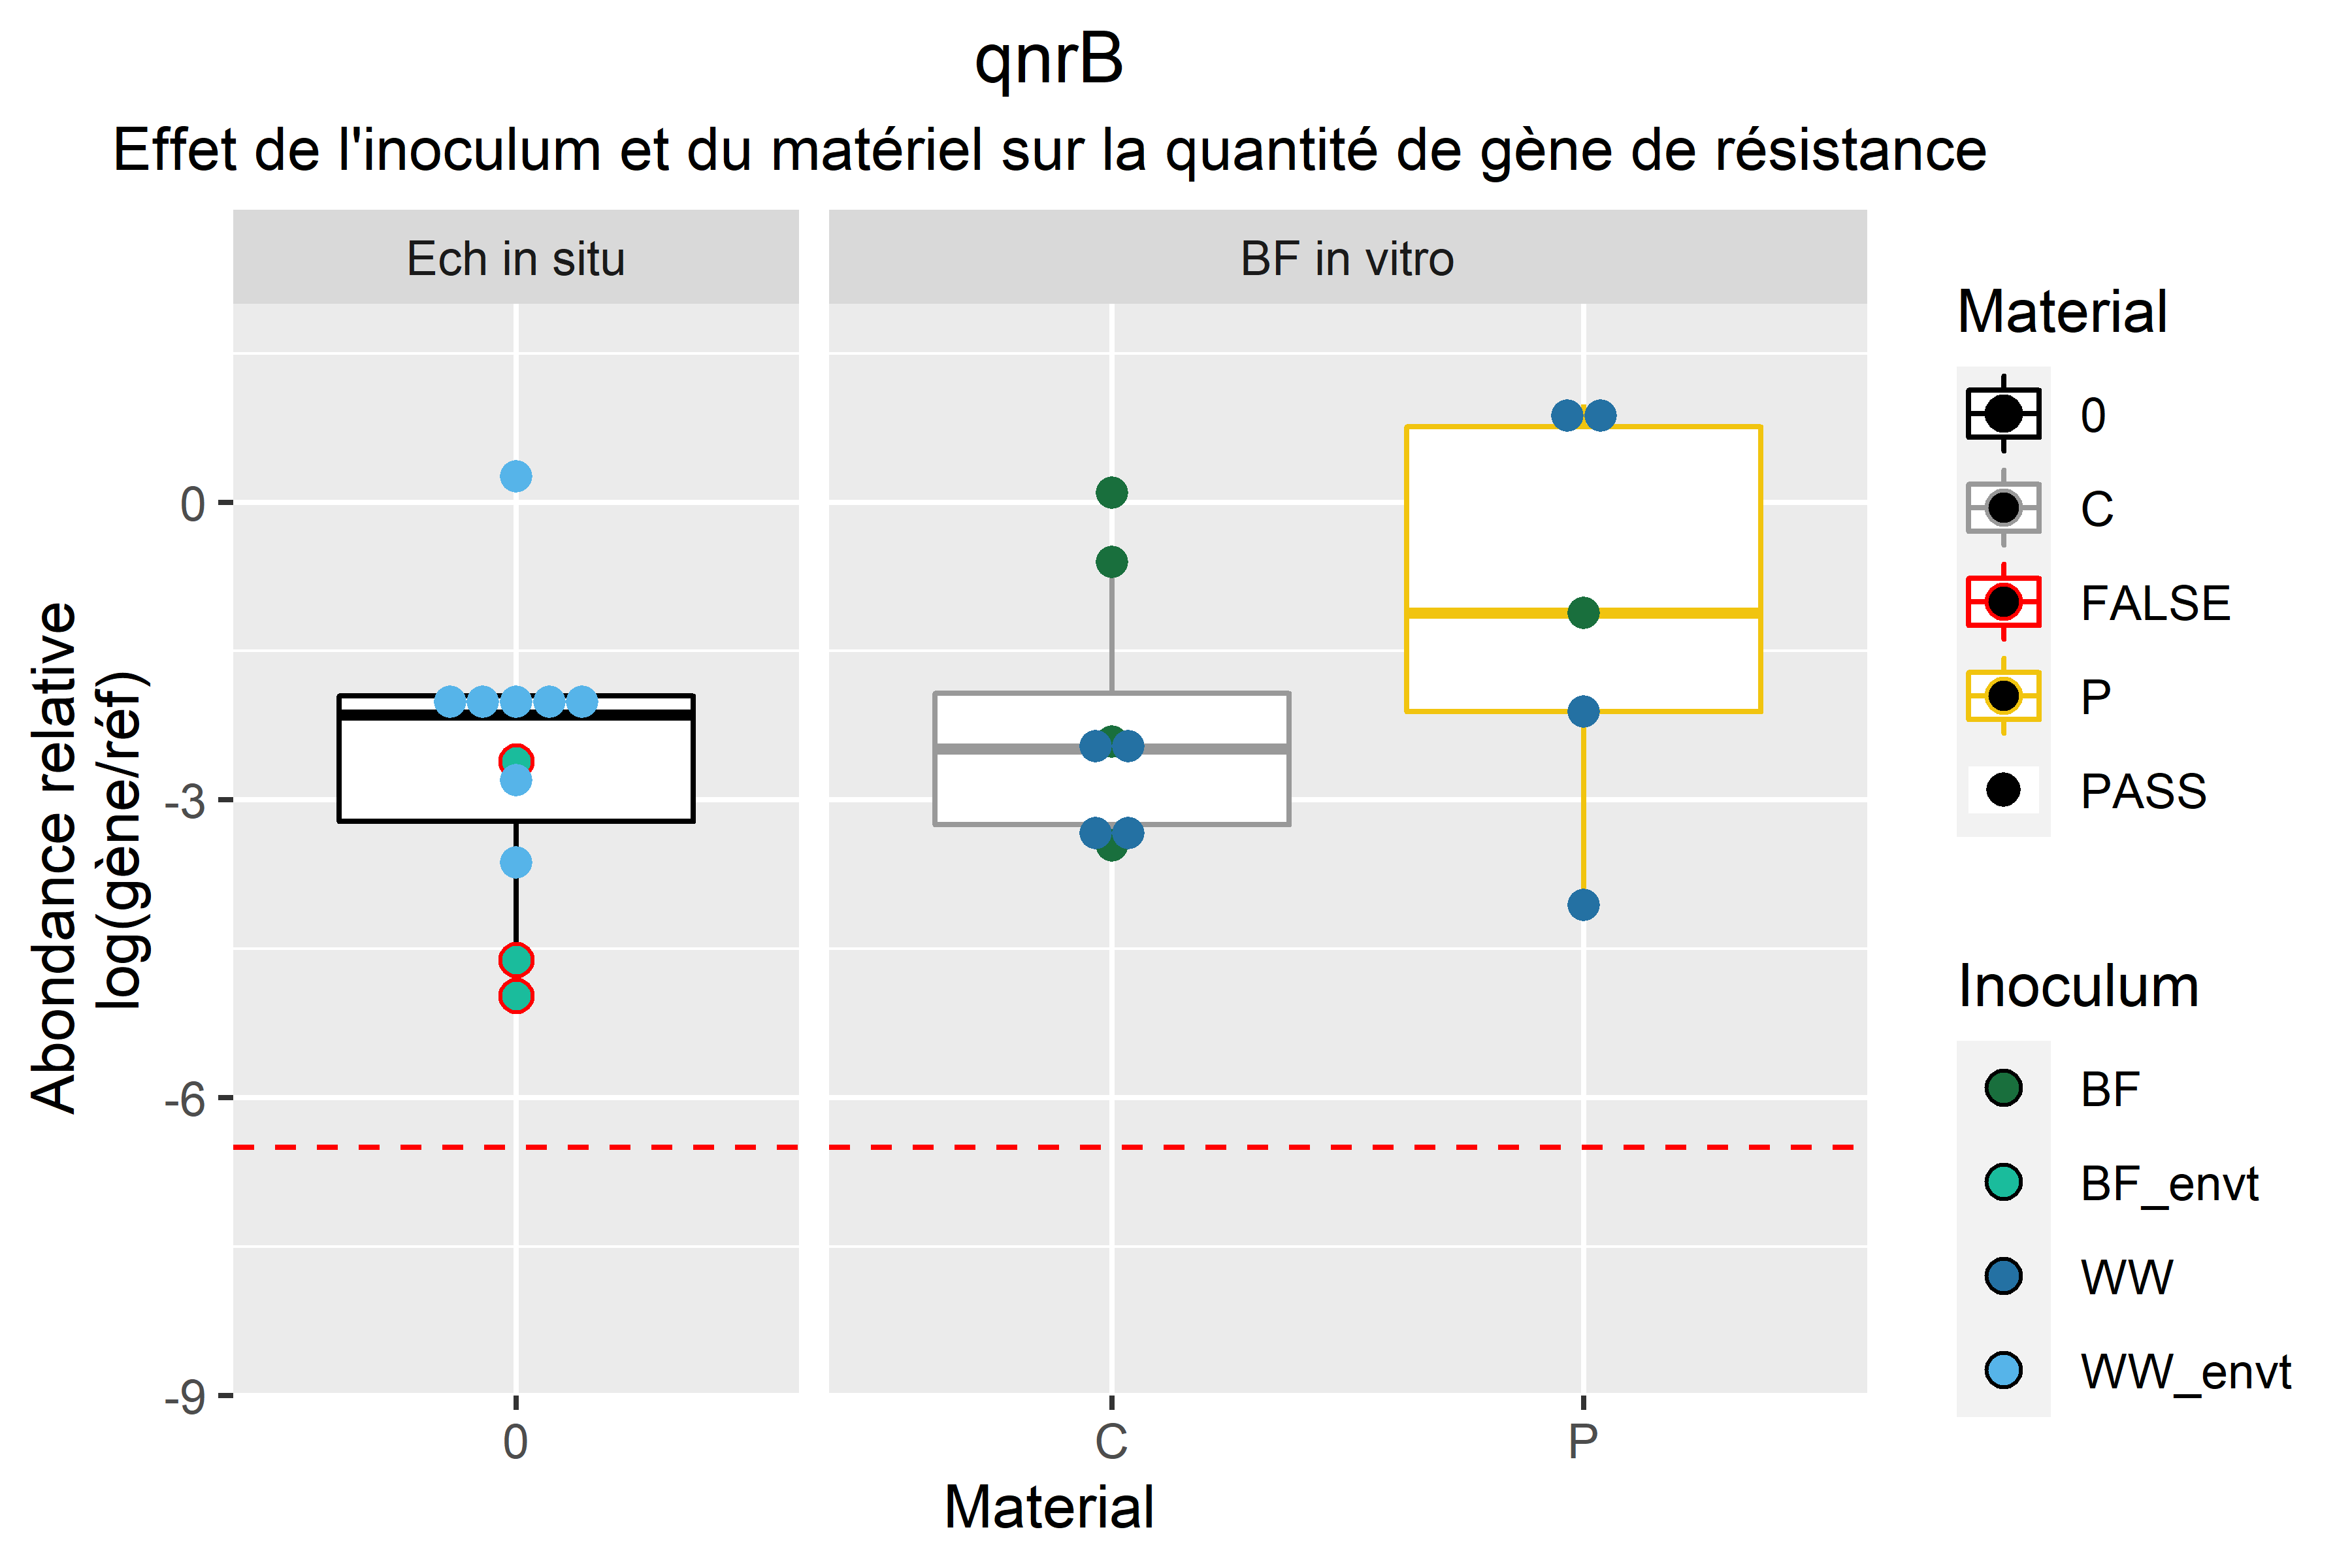 qnrB
Effet de l'inoculum et du matériel sur la quantité de gène de résistance
Ech in situ
BF in vitro
Abondance relative
log(gène/réf)
0
-3
-6
-9
0
C
P
Material
Material
0
C
FALSE
P
PASS
Inoculum
BF
BF_envt
WW
WW_envt